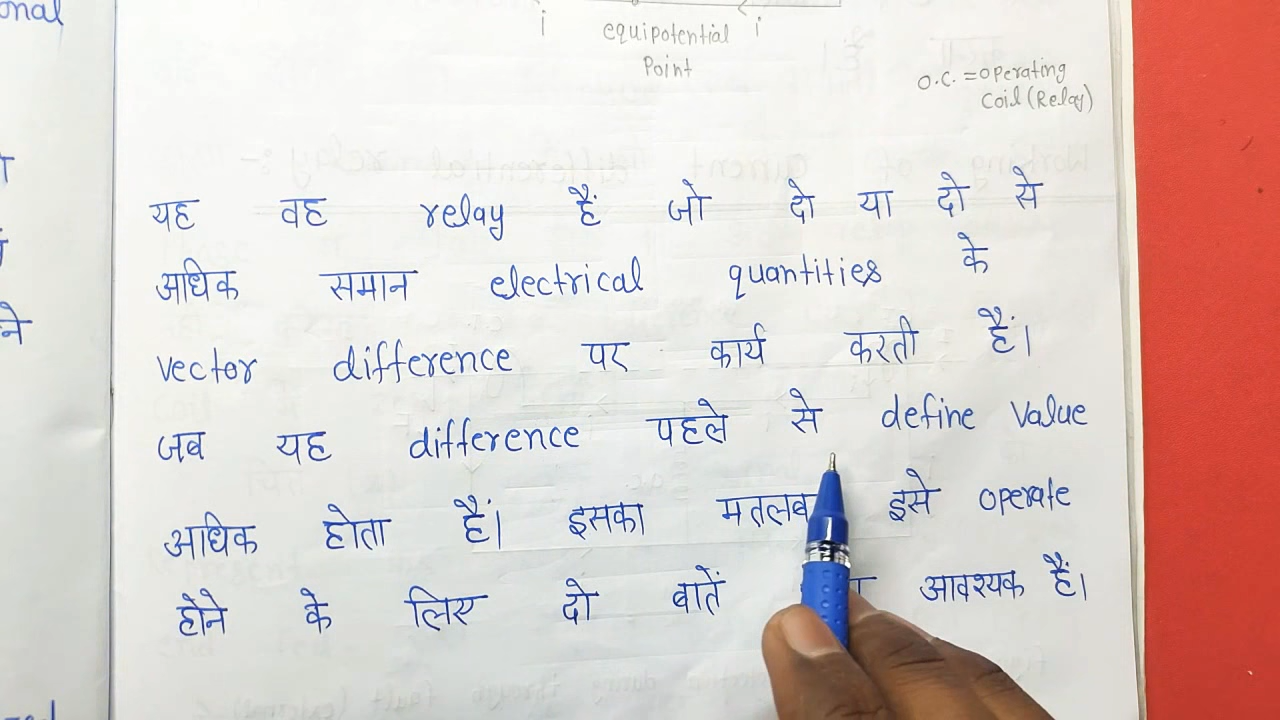 onal
i equipotential i
Point
O.C. = Operating
Coil (Relay)
यह वह relay हैं जो दो या दो से
अधिक समान electrical quantities के
vector difference पर कार्य करती हैं।
जब यह difference पहले से define value
अधिक होता हैं। इसका मतलब इसे operate
होने के लिए दो बातें आवश्यक हैं।
ने